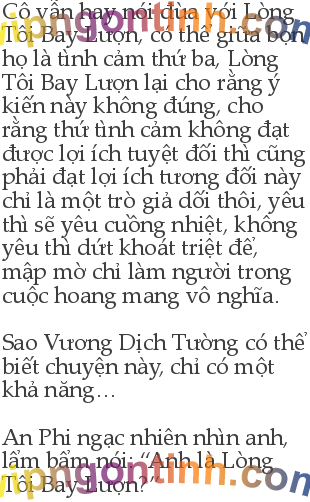 Cô vẫn hay nói đùa với Lòng
Tôi Bay Lượn, có thể giữa bọn
họ là tình cảm thứ ba, Lòng
Tôi Bay Lượn lại cho rằng ý
kiến này không đúng, cho
rằng thứ tình cảm không đạt
được lợi ích tuyệt đối thì cũng
phải đạt lợi ích tương đối này
chỉ là một trò giả dối thôi, yêu
thì sẽ yêu cuồng nhiệt, không
yêu thì dứt khoát triệt để,
mập mờ chỉ làm người trong
cuộc hoang mang vô nghĩa.
Sao Vương Dịch Tường có thể
biết chuyện này, chỉ có một
khả năng…
An Phi ngạc nhiên nhìn anh,
lẩm bẩm nói: “Anh là Lòng
Tôi Bay Lượn?”
vipngontinh.com
vipngontinh.com